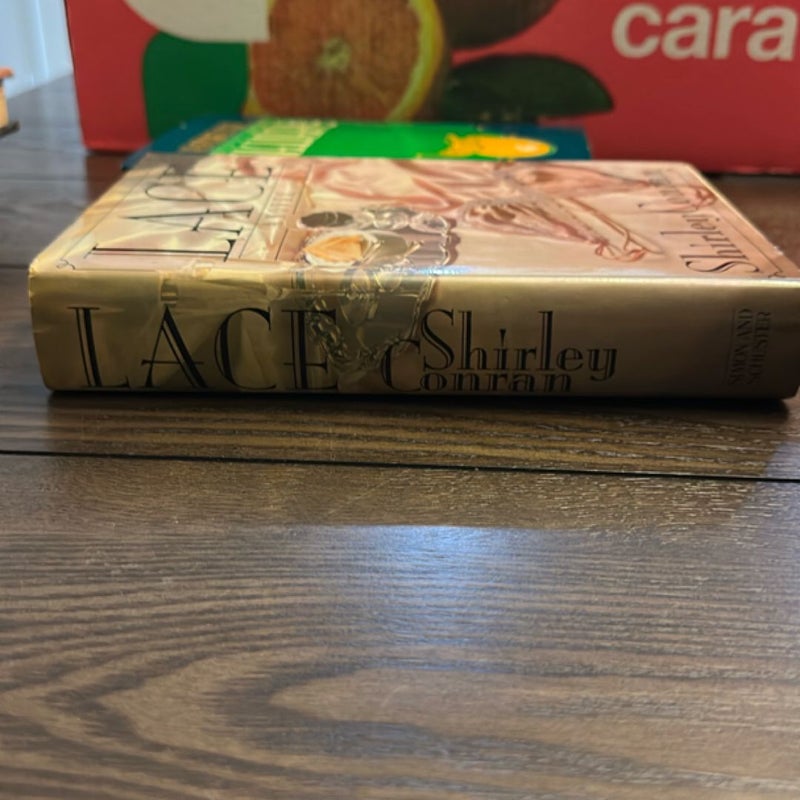 cara
LACE
Shirley Conran
LACE
Shirley
Conran
SIMON AND
SCHUSTER